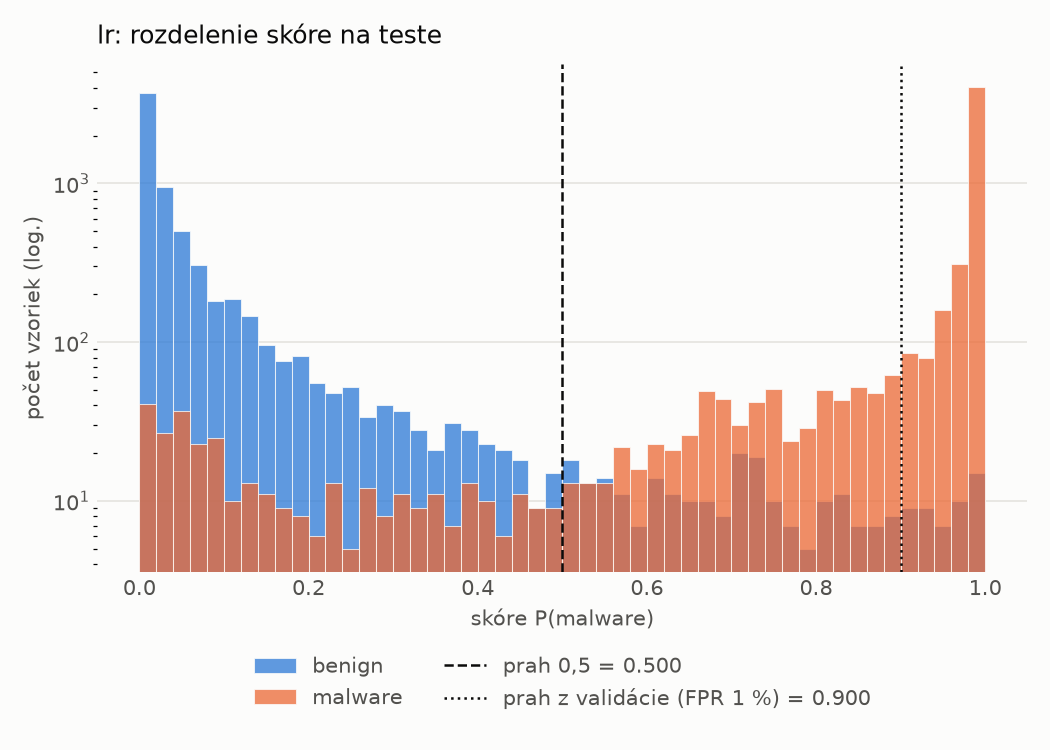 lr: rozdelenie skóre na teste
počet vzoriek (log.)
10³
10²
10¹
0.0 0.2 0.4 0.6 0.8 1.0
skóre P(malware)
benign
malware
prah 0,5 = 0.500
prah z validácie (FPR 1 %) = 0.900